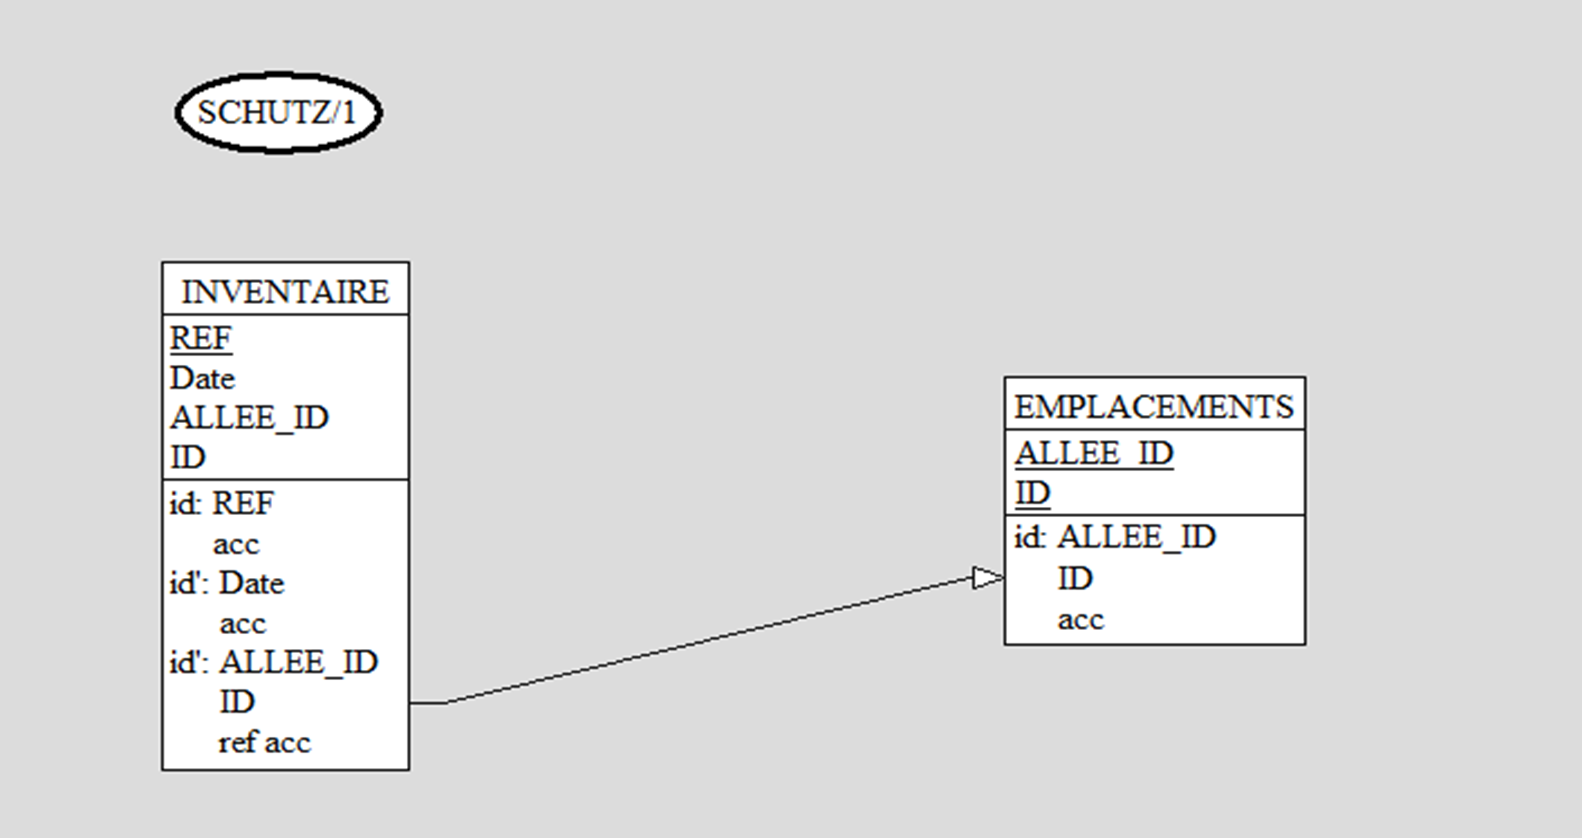 SCHUTZ/1
INVENTAIRE
REF
Date
ALLEE_ID
ID
id: REF
acc
id': Date
acc
id': ALLEE_ID
ID
ref acc
EMPLACEMENTS
ALLEE_ID
ID
id: ALLEE_ID
ID
acc